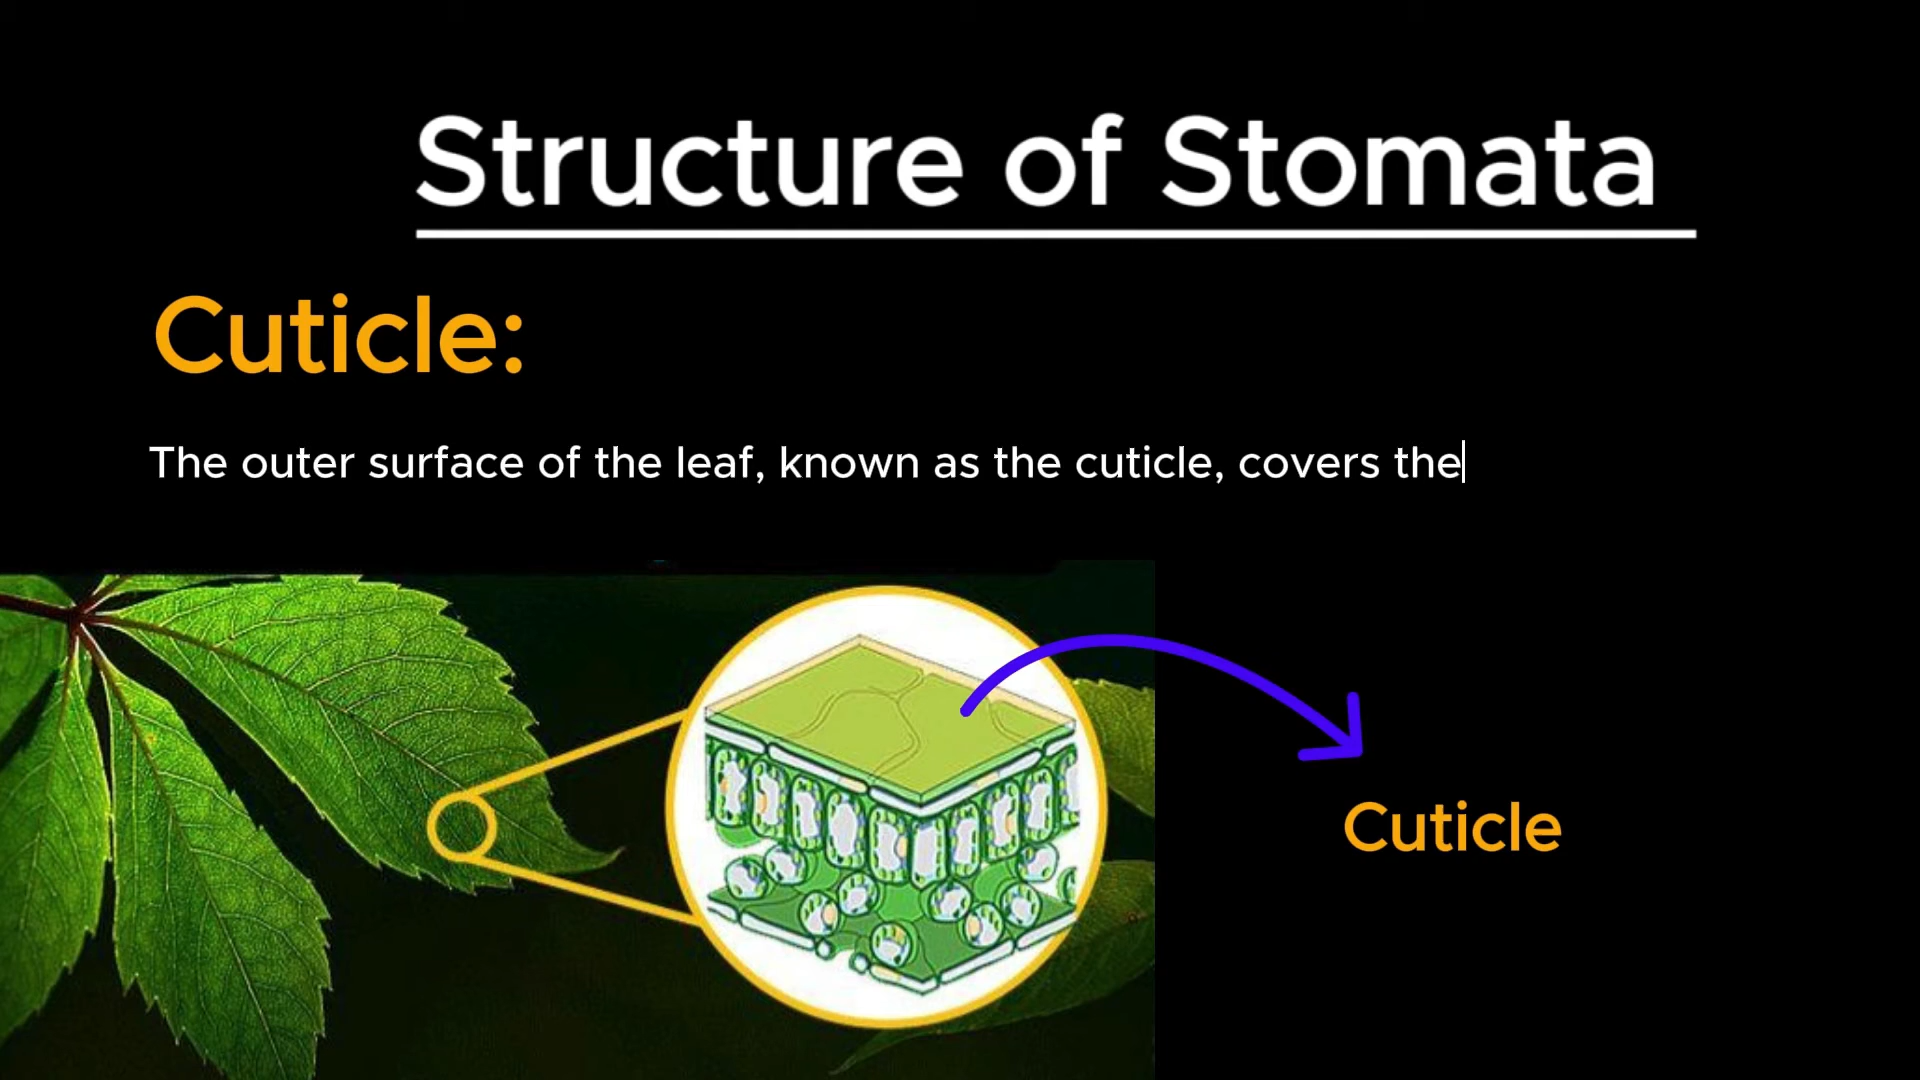 Structure of Stomata
Cuticle:
The outer surface of the leaf, known as the cuticle, covers the
Cuticle